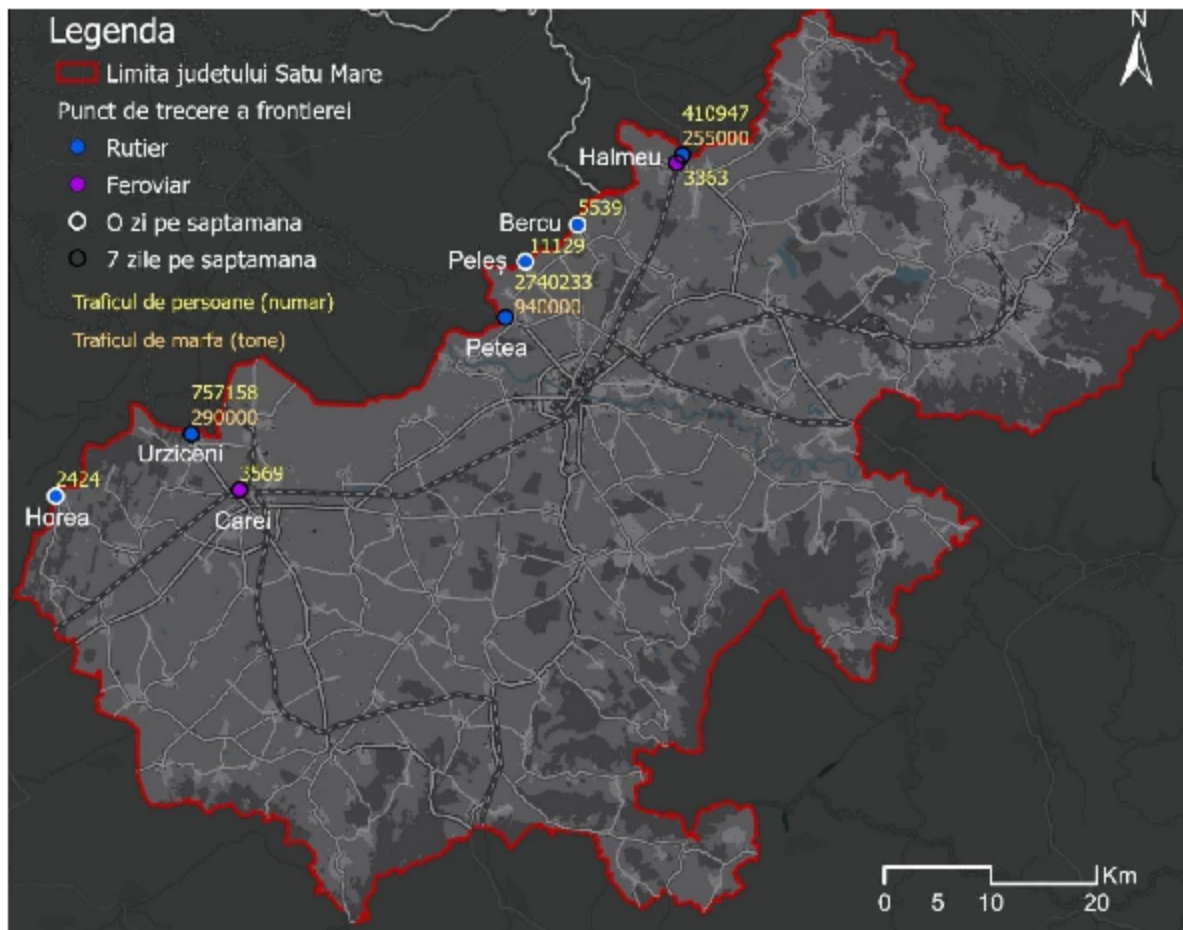 Legenda
Limita judetului Satu Mare
Punct de trecere a frontierei
Rutier
Feroviar
O zi pe saptamana
7 zile pe saptamana
Traficul de persoane (numar)
Traficul de marfa (tone)
N
410947
255000
Halmeu
3363
5539
Bercu
11129
Peleș
2740233
940000
Petea
757158
290000
Urziceni
2424
Horea
3569
Carei
Km
0 5 10 20